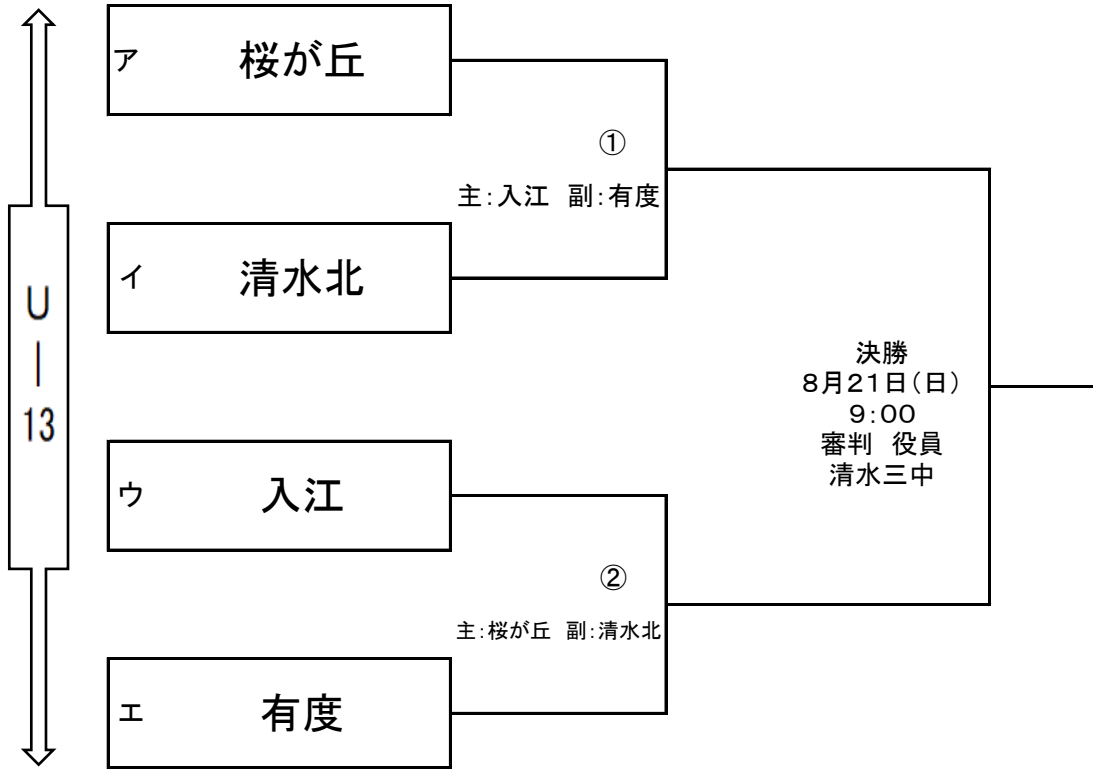 ア 桜が丘
①
主:入江 副:有度
イ 清水北
U
|
13
決勝
8月21日(日)
9:00
審判 役員
清水三中
ウ 入江
②
主:桜が丘 副:清水北
エ 有度